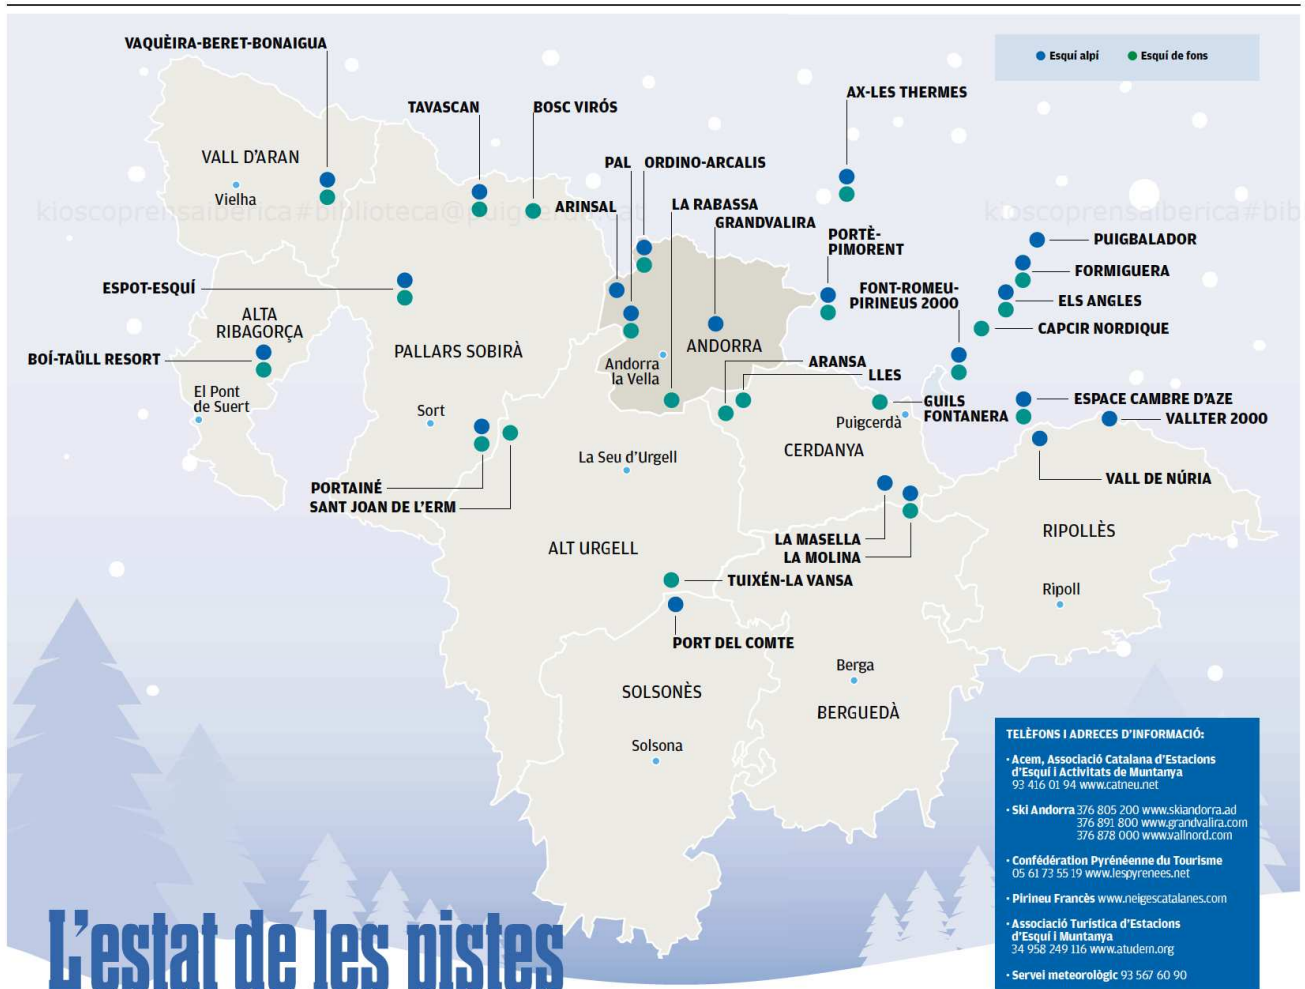 VAQUÈIRA-BERET-BONAIGUA
Esquí alpí
Esquí de fons
TAVASCAN
BOSC VIRÓS
AX-LES THERMES
VALL D'ARAN
Vielha
PAL
ORDINO-ARCALIS
ARINSAL
LA RABASSA
GRANDVALIRA
kioscoprensaiberica#biblioteca@puigcerda.cat
kioscoprensaiberica#bib
PORTÈ-
PIMORENT
PUIGBALADOR
FORMIGUERA
ESPOT-ESQUÍ
FONT-ROMEU-
PIRINEUS 2000
ELS ANGLES
ALTA
RIBAGORÇA
CAPCIR NORDIQUE
BOÍ-TAÜLL RESORT
PALLARS SOBIRÀ
ANDORRA
Andorra
la Vella
ARANSA
LLES
El Pont
de Suert
Sort
GUILS
FONTANERA
Puigcerdà
ESPACE CAMBRE D'AZE
VALLTER 2000
CERDANYA
La Seu d'Urgell
VALL DE NÚRIA
PORTAINÉ
SANT JOAN DE L'ERM
ALT URGELL
LA MASELLA
LA MOLINA
RIPOLLÈS
TUIXÉN-LA VANSA
Ripoll
PORT DEL COMTE
Berga
SOLSONÈS
BERGUEDÀ
Solsona
TELÈFONS I ADRECES D'INFORMACIÓ:
· Acem, Associació Catalana d'Estacions
d'Esquí i Activitats de Muntanya
93 416 01 94 www.catneu.net
· Ski Andorra 376 805 200 www.skiandorra.ad
376 891 800 www.grandvalira.com
376 878 000 www.vallnord.com
· Confédération Pyrénéenne du Tourisme
05 61 73 55 19 www.lespyrenees.net
· Pirineu Francès www.neigescatalanes.com
· Associació Turística d'Estacions
d'Esquí i Muntanya
34 958 249 116 www.atudem.org
· Servei meteorològic 93 567 60 90
L'estat de les pistes